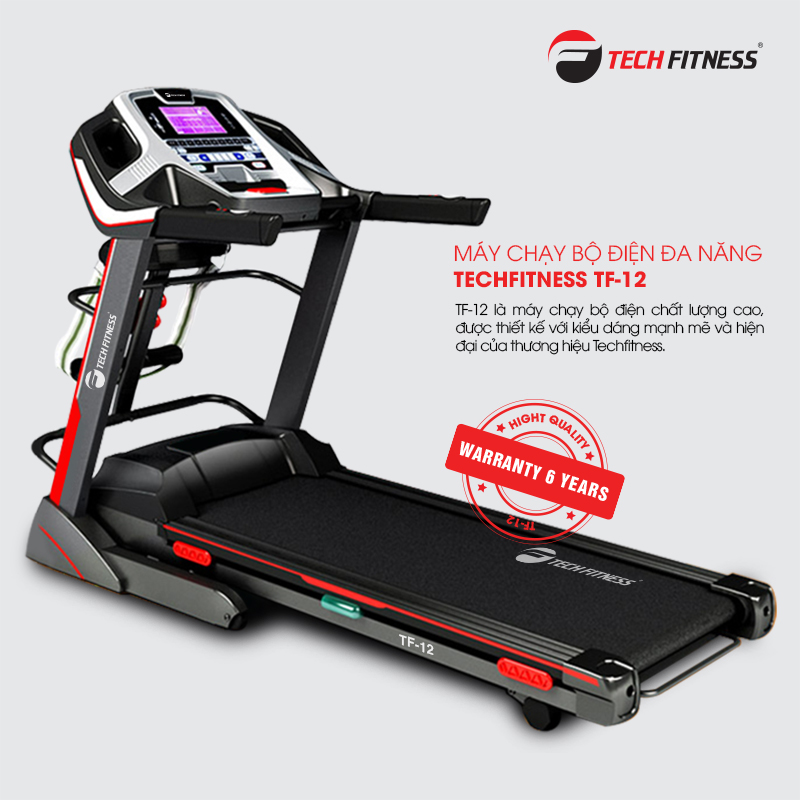 TECH FITNESS®
MÁY CHẠY BỘ ĐIỆN ĐA NĂNG
TECHFITNESS TF-12
TF-12 là máy chạy bộ điện chất lượng cao,
được thiết kế với kiểu dáng mạnh mẽ và hiện
đại của thương hiệu Techfitness.
TECH FITNESS
HIGHT QUALITY
WARRANTY 6 YEARS
TF-12
TECH FITNESS
TF-12